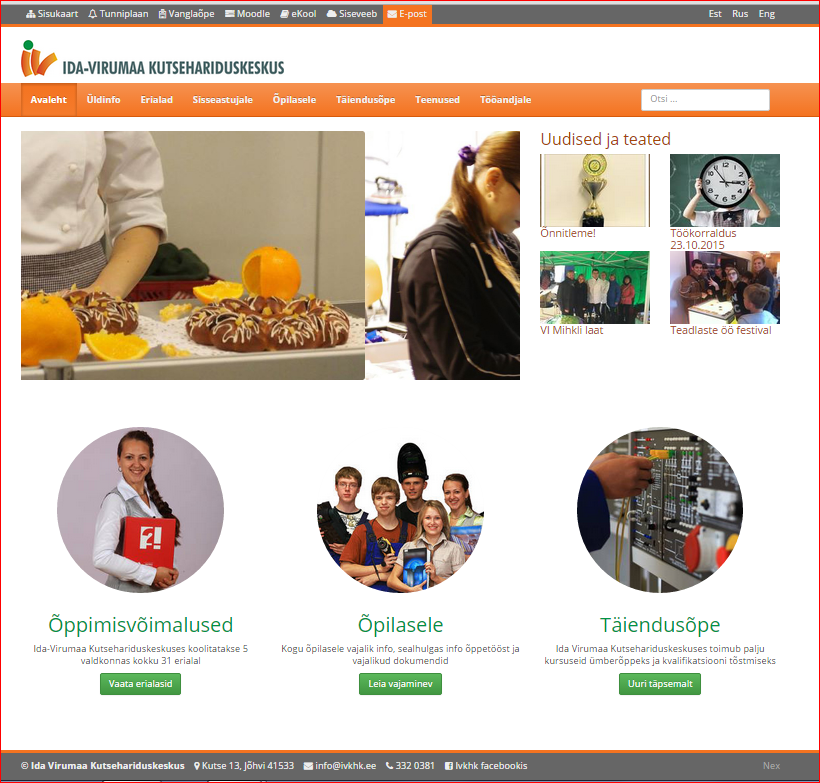 Sisukaart Tunniplaan Vanglaõpe Moodle eKool Siseveeb E-post Est Rus Eng
IDA-VIRUMAA KUTSEHARIDUSKESKUS
Avaleht Üldinfo Erialad Sisseastujale Õpilasele Täiendusõpe Teenused Tööandjale Otsi ...
Uudised ja teated
Õnnitleme!
Töökorraldus
23.10.2015
VI Mihkli laat
Teadlaste öö festival
Õppimisvõimalused
Ida-Virumaa Kutsehariduskeskuses koolitatakse 5
valdkonnas kokku 31 erialal
Vaata erialasid
Õpilasele
Kogu õpilasele vajalik info, sealhulgas info õppetööst ja
vajalikud dokumendid
Leia vajaminev
Täiendusõpe
Ida Virumaa Kutsehariduskeskuses toimub palju
kursuseid ümberõppeks ja kvalifikatsiooni tõstmiseks
Uuri täpsemalt
© Ida Virumaa Kutsehariduskeskus Kutse 13, Jõhvi 41533 info@ivkhk.ee 332 0381 Ivkhk facebookis Nex